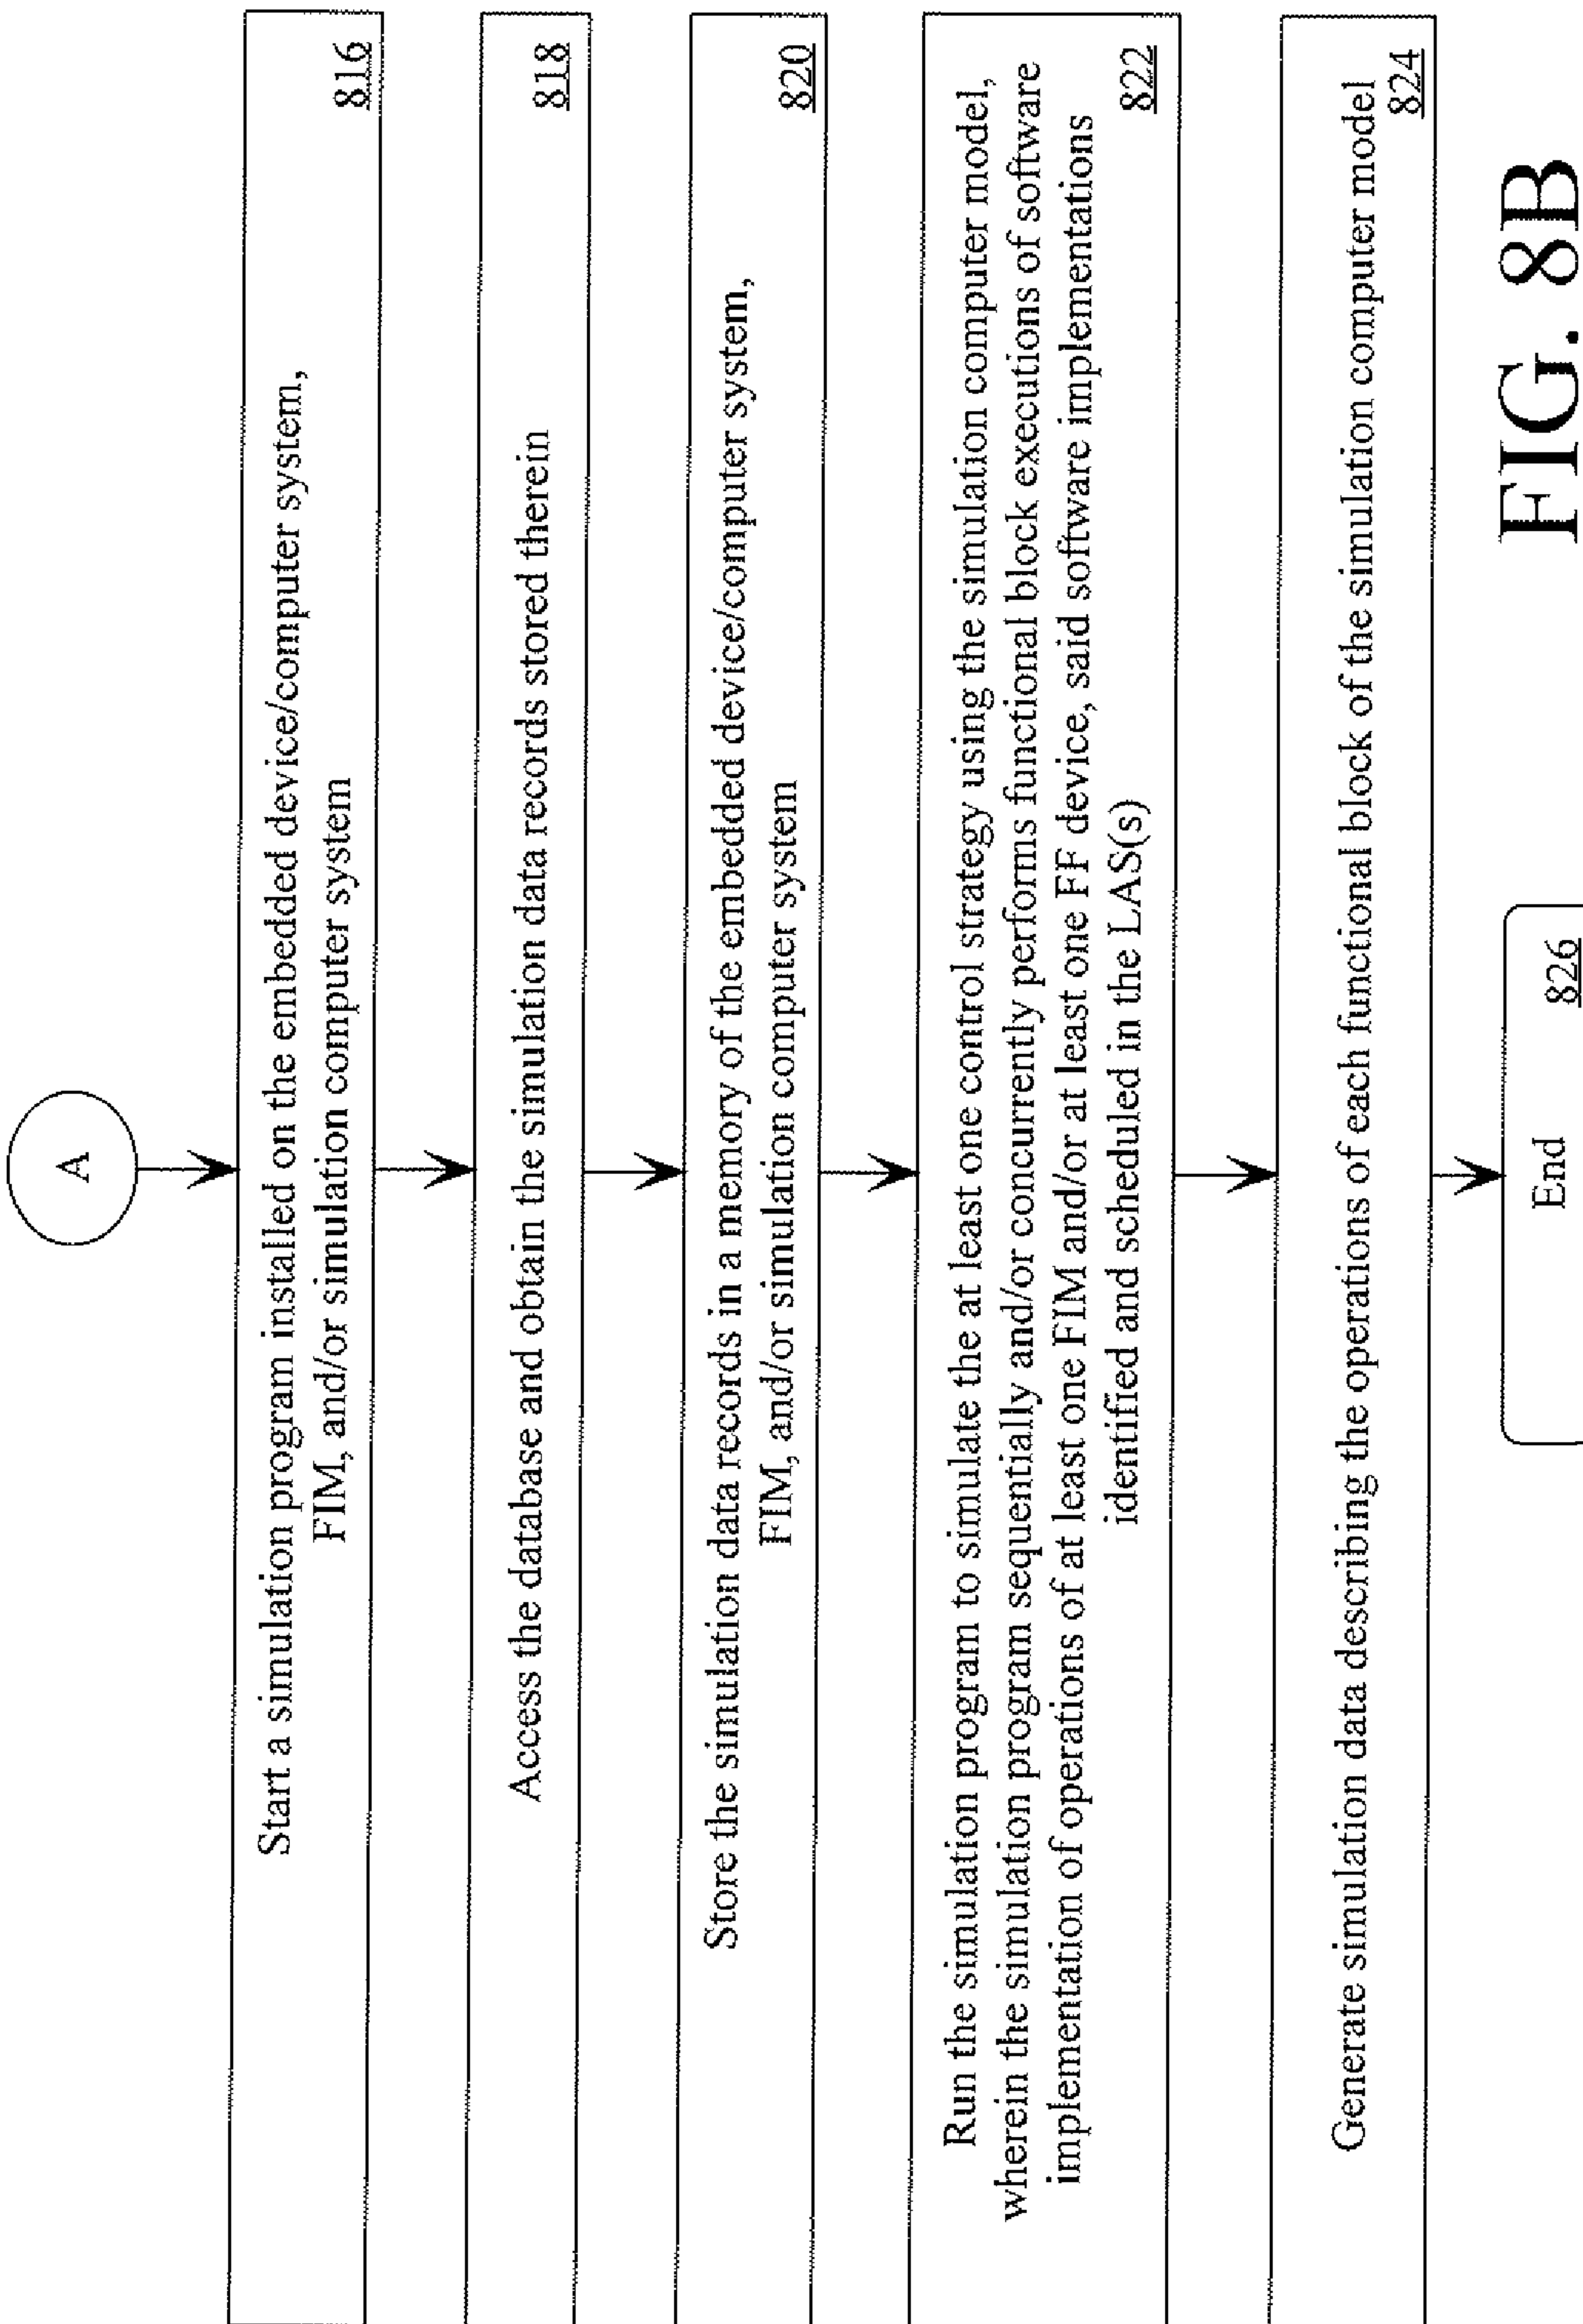 A
Start a simulation program installed on the embedded device/computer system,
FIM, and/or simulation computer system
816
Access the database and obtain the simulation data records stored therein
818
Store the simulation data records in a memory of the embedded device/computer system,
FIM, and/or simulation computer system
820
Run the simulation program to simulate the at least one control strategy using the simulation computer model,
wherein the simulation program sequentially and/or concurrently performs functional block executions of software
implementation of operations of at least one FIM and/or at least one FF device, said software implementations
identified and scheduled in the LAS(s)
822
Generate simulation data describing the operations of each functional block of the simulation computer model
824
End
826
FIG. 8B